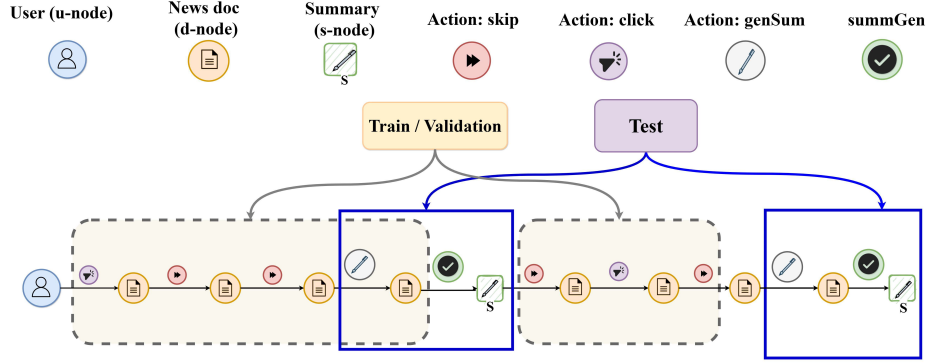 User (u-node)
News doc
(d-node)
Summary
(s-node)
Action: skip
Action: click
Action: genSum
summGen
S
Train / Validation
Test
S
S